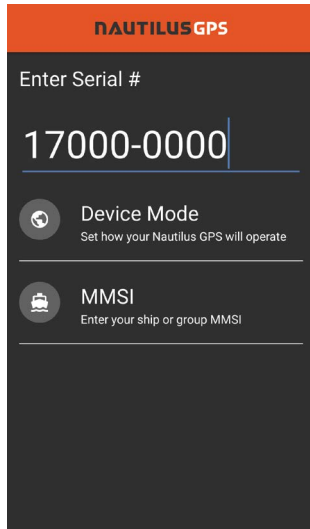 NAUTILUS GPS
Enter Serial #
17000-0000
Device Mode
Set how your Nautilus GPS will operate
MMSI
Enter your ship or group MMSI